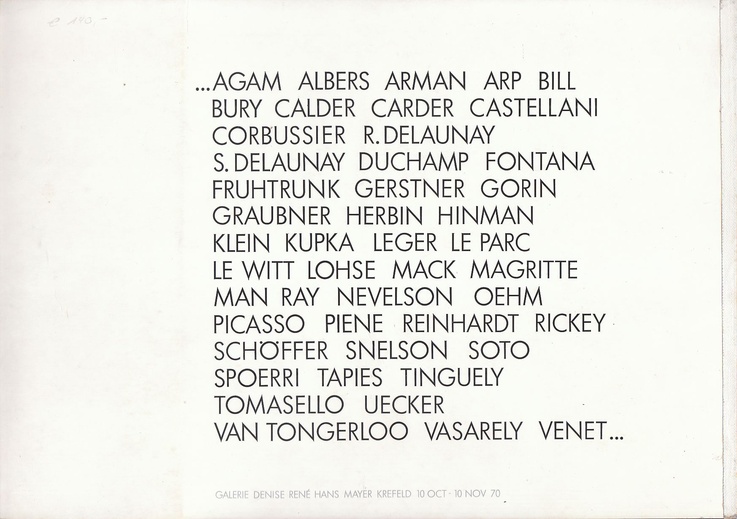 ...AGAM ALBERS ARMAN ARP BILL
BURY CALDER CARDER CASTELLANI
CORBUSSIER R. DELAUNAY
S. DELAUNAY DUCHAMP FONTANA
FRUHTRUNK GERSTNER GORIN
GRAUBNER HERBIN HINMAN
KLEIN KUPKA LEGER LE PARC
LE WITT LOHSE MACK MAGRITTE
MAN RAY NEVELSON OEHM
PICASSO PIENE REINHARDT RICKEY
SCHÖFFER SNELSON SOTO
SPOERRI TAPIES TINGUELY
TOMASELLO UECKER
VAN TONGERLOO VASARELY VENET...
GALERIE DENISE RENÉ HANS MAYER KREFELD 10 OCT - 10 NOV 70